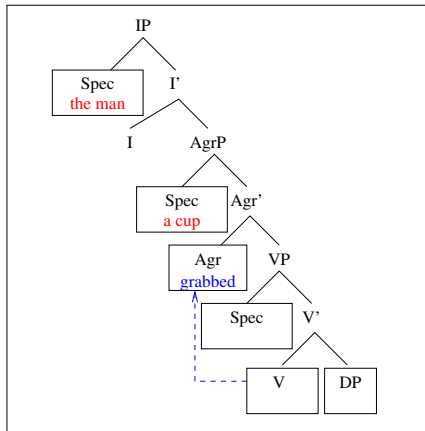 IP
Spec
the man
I'
I
AgrP
Spec
a cup
Agr'
Agr
grabbed
VP
Spec
V'
V
DP